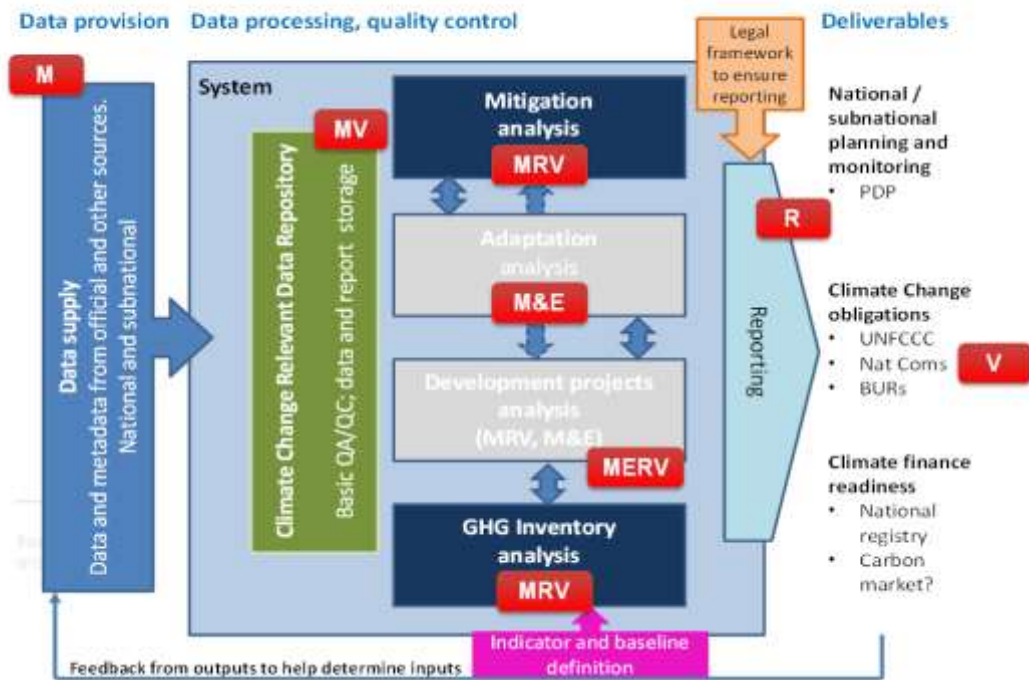 Data provision
Data processing, quality control
Deliverables
M
Data supply
Data and metadata from official and other sources.
National and subnational
System
MV
Climate Change Relevant Data Repository
Basic QA/QC; data and report storage
Mitigation
analysis
MRV
Adaptation
analysis
M&E
Development projects
analysis
(MRV, M&E)
MERV
GHG Inventory
analysis
MRV
Indicator and baseline
definition
Legal
framework
to ensure
reporting
R
Reporting
National /
subnational
planning and
monitoring
• PDP
Climate Change
obligations
• UNFCCC
• Nat Coms
• BURs
V
Climate finance
readiness
• National
registry
• Carbon
market?
Feedback from outputs to help determine inputs